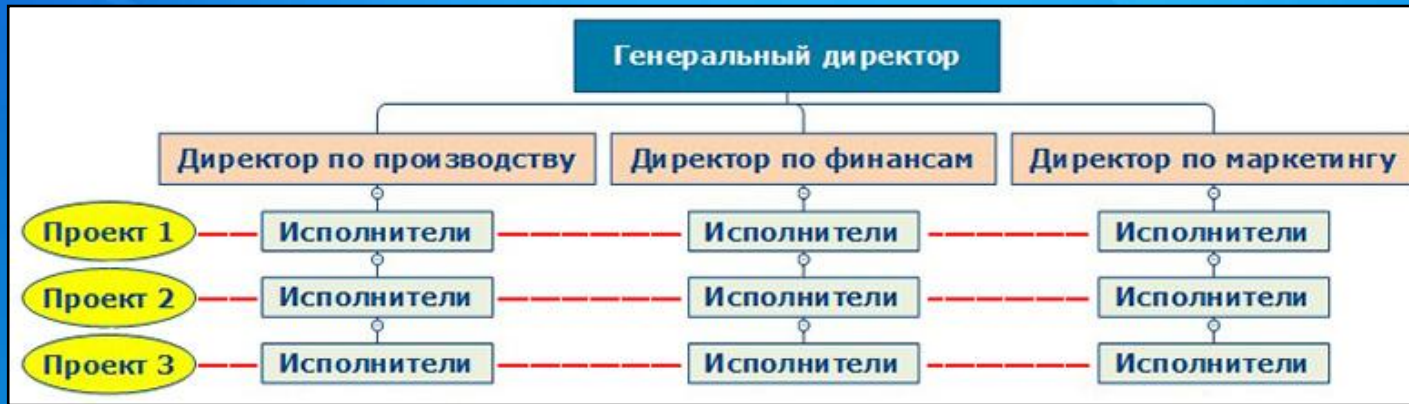 Генеральный директор
Директор по производству
Директор по финансам
Директор по маркетингу
Проект 1
Исполнители
Исполнители
Исполнители
Проект 2
Исполнители
Исполнители
Исполнители
Проект 3
Исполнители
Исполнители
Исполнители